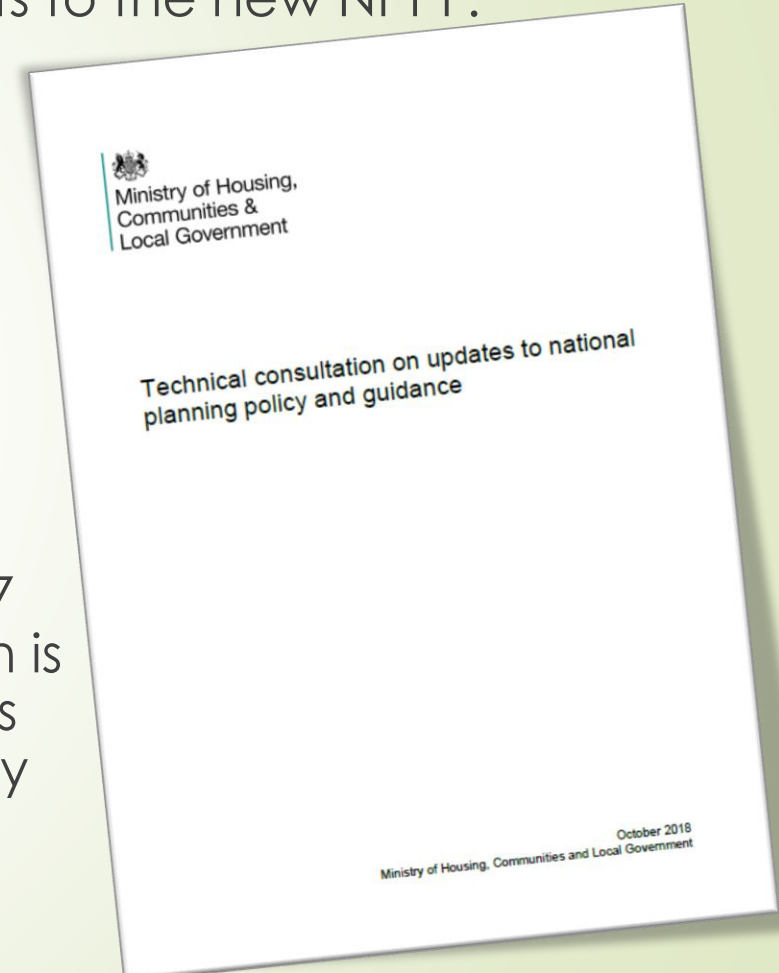 to the new NPPF:
Ministry of Housing,
Communities &
Local Government
Technical consultation on updates to national
planning policy and guidance
7
is
October 2018
Ministry of Housing, Communities and Local Government